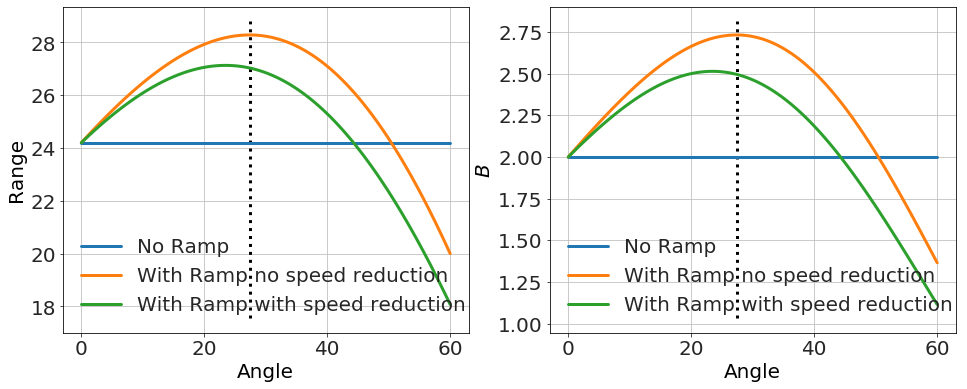 28
26
24
22
20
18
Range
No Ramp
With Ramp no speed reduction
With Ramp with speed reduction
0 20 40 60
Angle
2.75
2.50
2.25
2.00
1.75
1.50
1.25
1.00
B
No Ramp
With Ramp no speed reduction
With Ramp with speed reduction
0 20 40 60
Angle